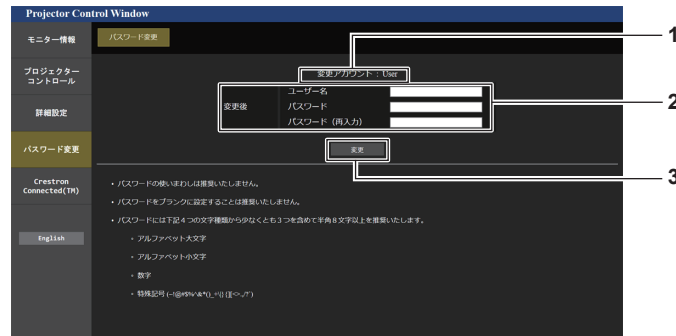 Projector Control Window
モニター情報
プロジェクター
コントロール
詳細設定
パスワード変更
Crestron
Connected(TM)
English
パスワード変更
変更アカウント : User
変更後
ユーザー名
パスワード
パスワード (再入力)
変更
• パスワードの使いまわしは推奨いたしません。
• パスワードをブランクに設定することは推奨いたしません。
• パスワードには下記4つの文字種類から少なくとも3つを含めて半角8文字以上を推奨いたします。
• アルファベット大文字
• アルファベット小文字
• 数字
• 特殊記号
1
2
3